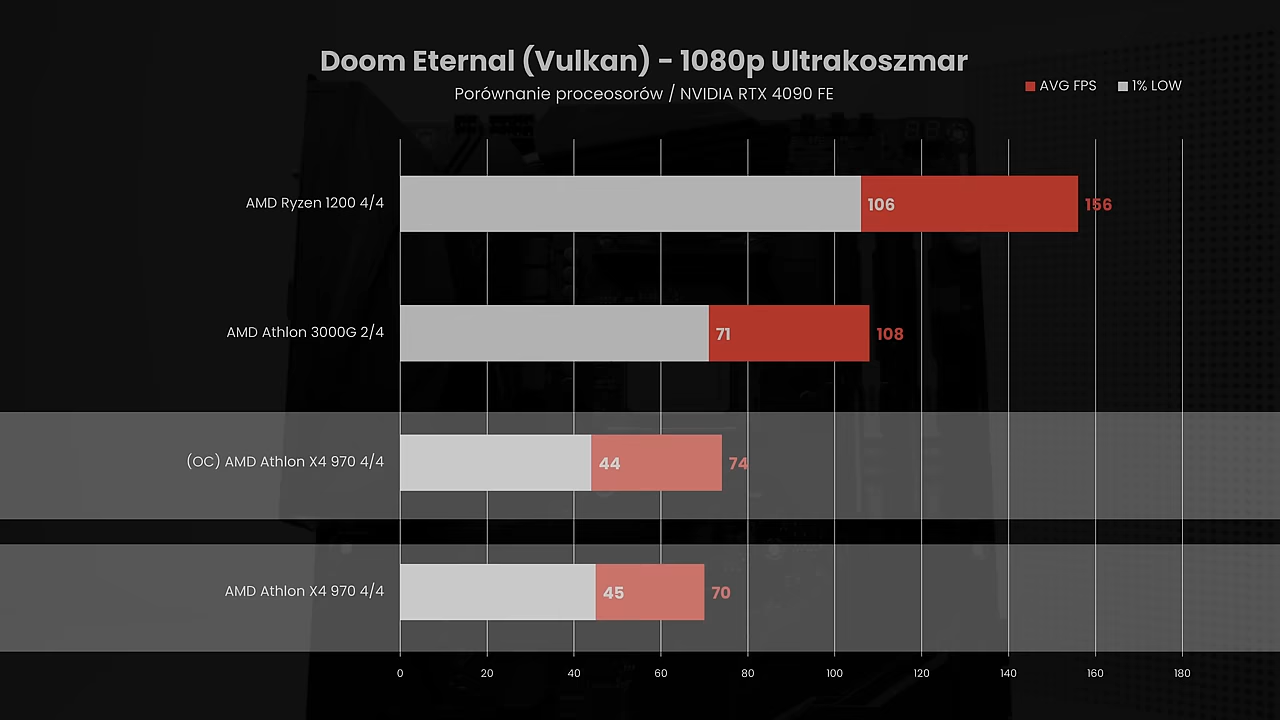 Doom Eternal (Vulkan) - 1080p Ultrakoszmar
Porównanie proceosorów / NVIDIA RTX 4090 FE
AVG FPS 1% LOW
AMD Ryzen 1200 4/4 106 156
AMD Athlon 3000G 2/4 71 108
(OC) AMD Athlon X4 970 4/4 44 74
AMD Athlon X4 970 4/4 45 70
0 20 40 60 80 100 120 140 160 180